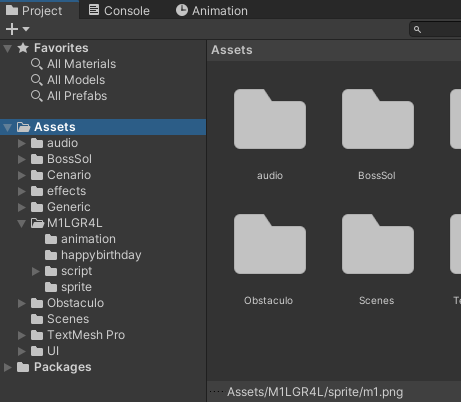 Project Console Animation
Favorites
All Materials
All Models
All Prefabs
Assets
audio
BossSol
Cenario
effects
Generic
M1LGR4L
animation
happybirthday
script
sprite
Obstaculo
Scenes
TextMesh Pro
UI
Packages
Assets
audio BossSol
Obstaculo Scenes
Assets/M1LGR4L/sprite/m1.png